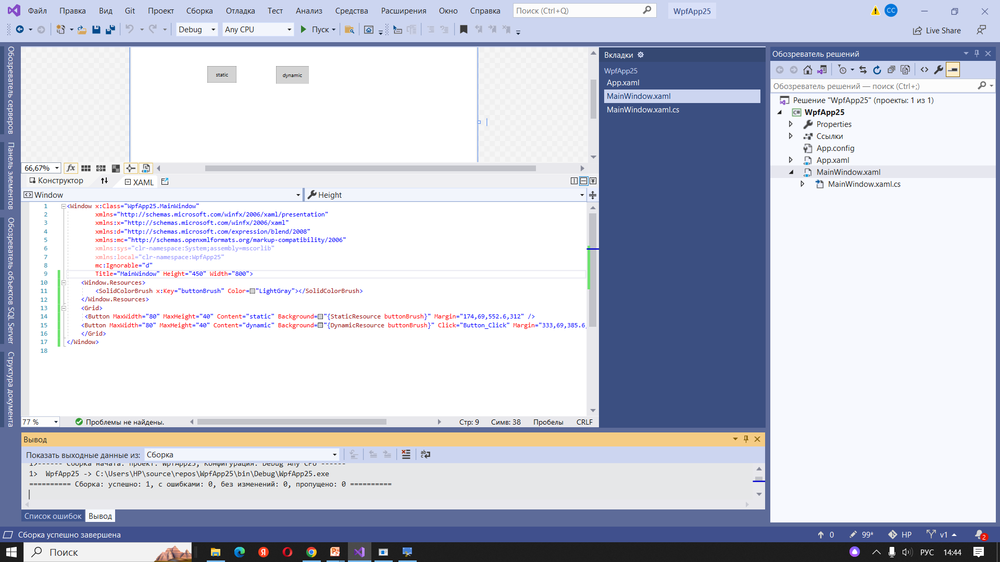 Файл Правка Вид Git Проект Сборка Отладка Тест Анализ Средства Расширения Окно Справка Поиск (Ctrl+Q) WpfApp25 CC
Debug Any CPU Пуск Live Share
Обозреватель серверов
Панель элементов
Обозреватель объектов SQL Server
Структура документа
static dynamic
66,67%
Конструктор XAML
Window Height
1 <Window x:Class="WpfApp25.MainWindow"
2 xmlns="http://schemas.microsoft.com/winfx/2006/xaml/presentation"
3 xmlns:x="http://schemas.microsoft.com/winfx/2006/xaml"
4 xmlns:d="http://schemas.microsoft.com/expression/blend/2008"
5 xmlns:mc="http://schemas.openxmlformats.org/markup-compatibility/2006"
6 xmlns:sys="clr-namespace:System;assembly=mscorlib"
7 xmlns:local="clr-namespace:WpfApp25"
8 mc:Ignorable="d"
9 Title="MainWindow" Height="450" Width="800">
10 <Window.Resources>
11 <SolidColorBrush x:Key="buttonBrush" Color="LightGray"></SolidColorBrush>
12 </Window.Resources>
13 <Grid>
14 <Button MaxWidth="80" MaxHeight="40" Content="static" Background="{StaticResource buttonBrush}" Margin="174,69,552.6,312" />
15 <Button MaxWidth="80" MaxHeight="40" Content="dynamic" Background="{DynamicResource buttonBrush}" Click="Button_Click" Margin="333,69,385.6,
16 </Grid>
17 </Window>
18
77 % Проблемы не найдены. Стр: 9 Симв: 38 Пробелы CRLF
Вкладки
WpfApp25
App.xaml
MainWindow.xaml
MainWindow.xaml.cs
Обозреватель решений
Обозреватель решений — поиск (Ctrl+;)
Решение "WpfApp25" (проекты: 1 из 1)
WpfApp25
Properties
Ссылки
App.config
App.xaml
MainWindow.xaml
MainWindow.xaml.cs
Вывод
Показать выходные данные из: Сборка
1>------ Сборка начата: проект: WpfApp25, Конфигурация: Debug Any CPU ------
1> WpfApp25 -> C:\Users\HP\source\repos\WpfApp25\bin\Debug\WpfApp25.exe
========== Сборка: успешно: 1, с ошибками: 0, без изменений: 0, пропущено: 0 ==========
Список ошибок Вывод
Сборка успешно завершена 0 99* HP v1 2
Поиск РУС 14:44